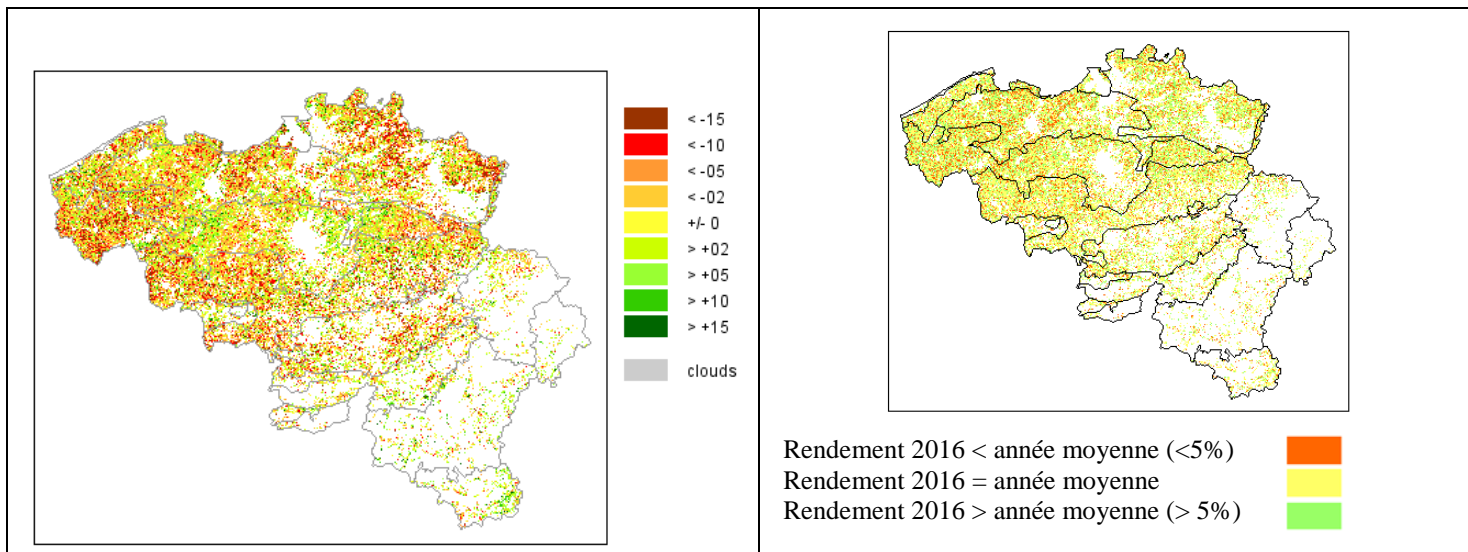 < -15
< -10
< -05
< -02
+/- 0
> +02
> +05
> +10
> +15
clouds
Rendement 2016 < année moyenne (<5%)
Rendement 2016 = année moyenne
Rendement 2016 > année moyenne (> 5%)